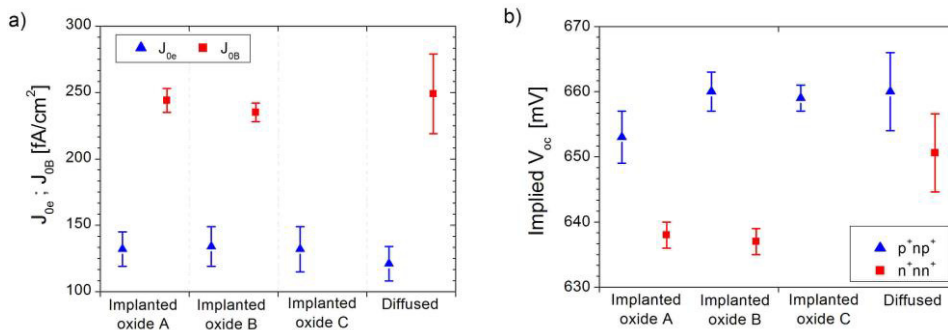 a)
J0e ; J0B [fA/cm²]
300
250
200
150
100
J0e
J0B
Implanted
oxide A
Implanted
oxide B
Implanted
oxide C
Diffused
b)
Implied Voc [mV]
670
660
650
640
630
p⁺np⁺
n⁺nn⁺
Implanted
oxide A
Implanted
oxide B
Implanted
oxide C
Diffused